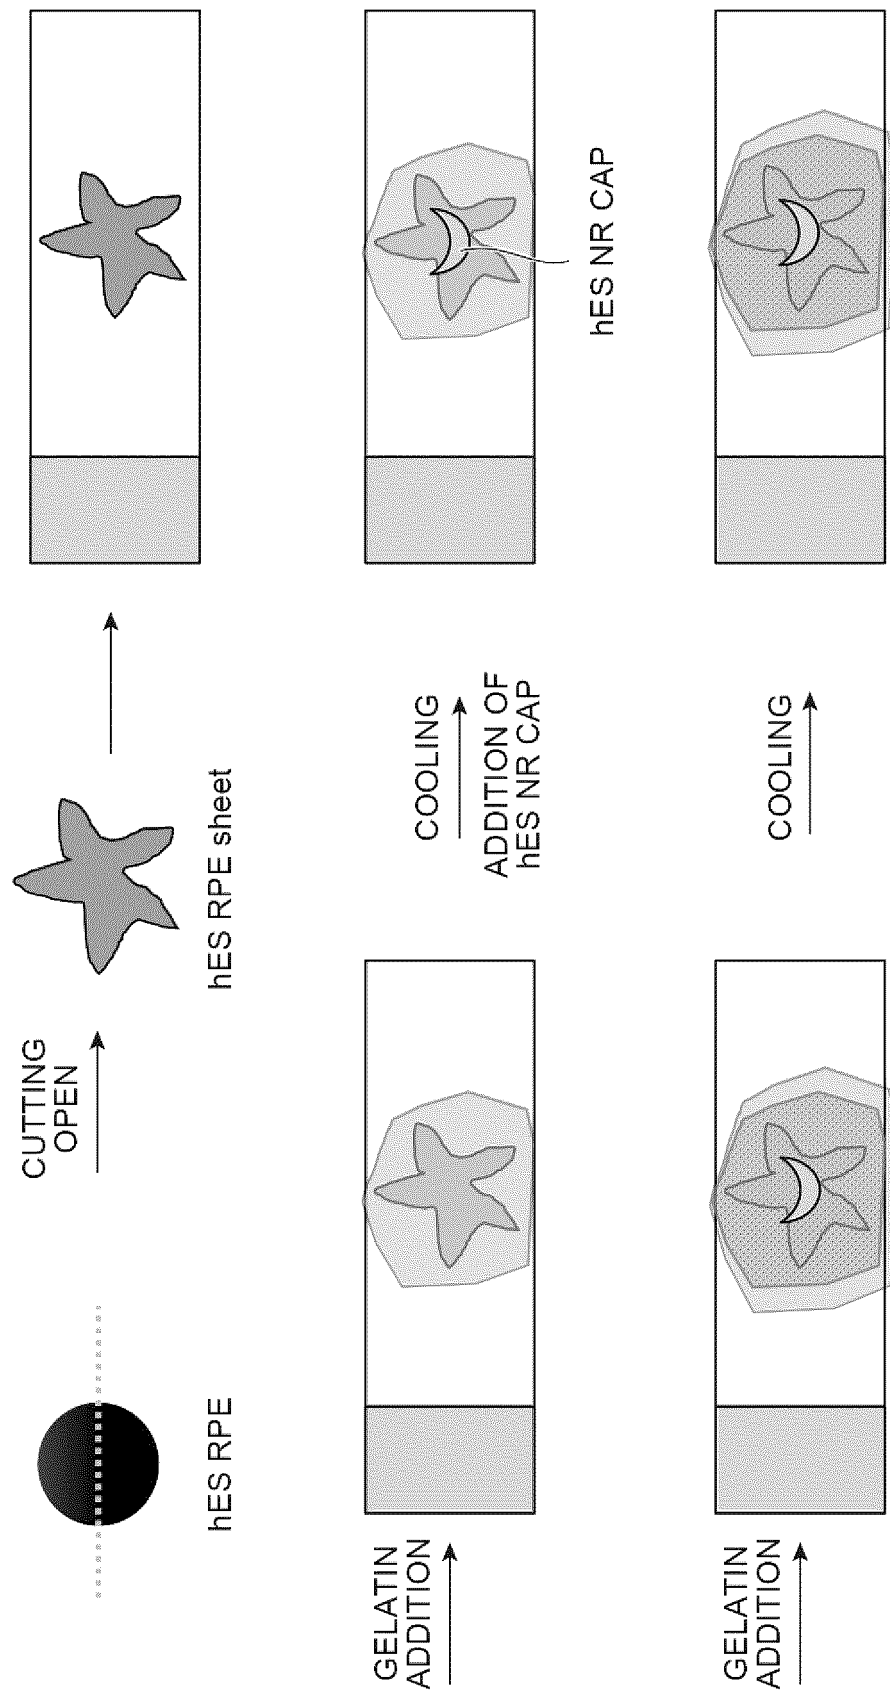 hES RPE
CUTTING
OPEN
hES RPE sheet
GELATIN
ADDITION
COOLING
ADDITION OF
hES NR CAP
hES NR CAP
GELATIN
ADDITION
COOLING